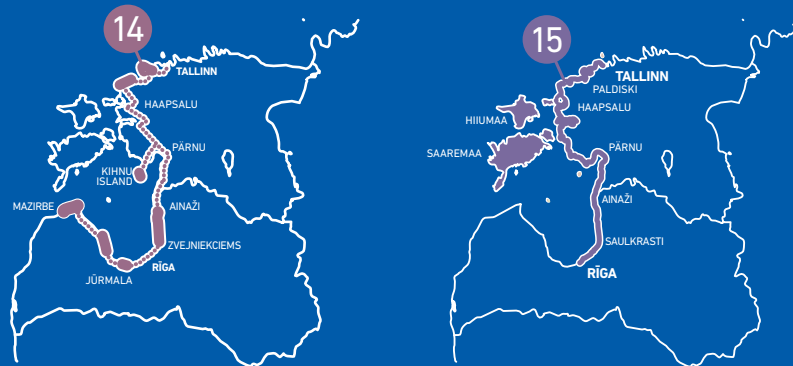 14
TALLINN
HAAPSALU
PÄRNU
KIHNU
ISLAND
MAZIRBE
AINAŽI
ZVEJNIEKCIEMS
RĪGA
JŪRMALA
15
TALLINN
PALDISKI
HAAPSALU
HIIUMAA
SAAREMAA
PÄRNU
AINAŽI
SAULKRASTI
RĪGA